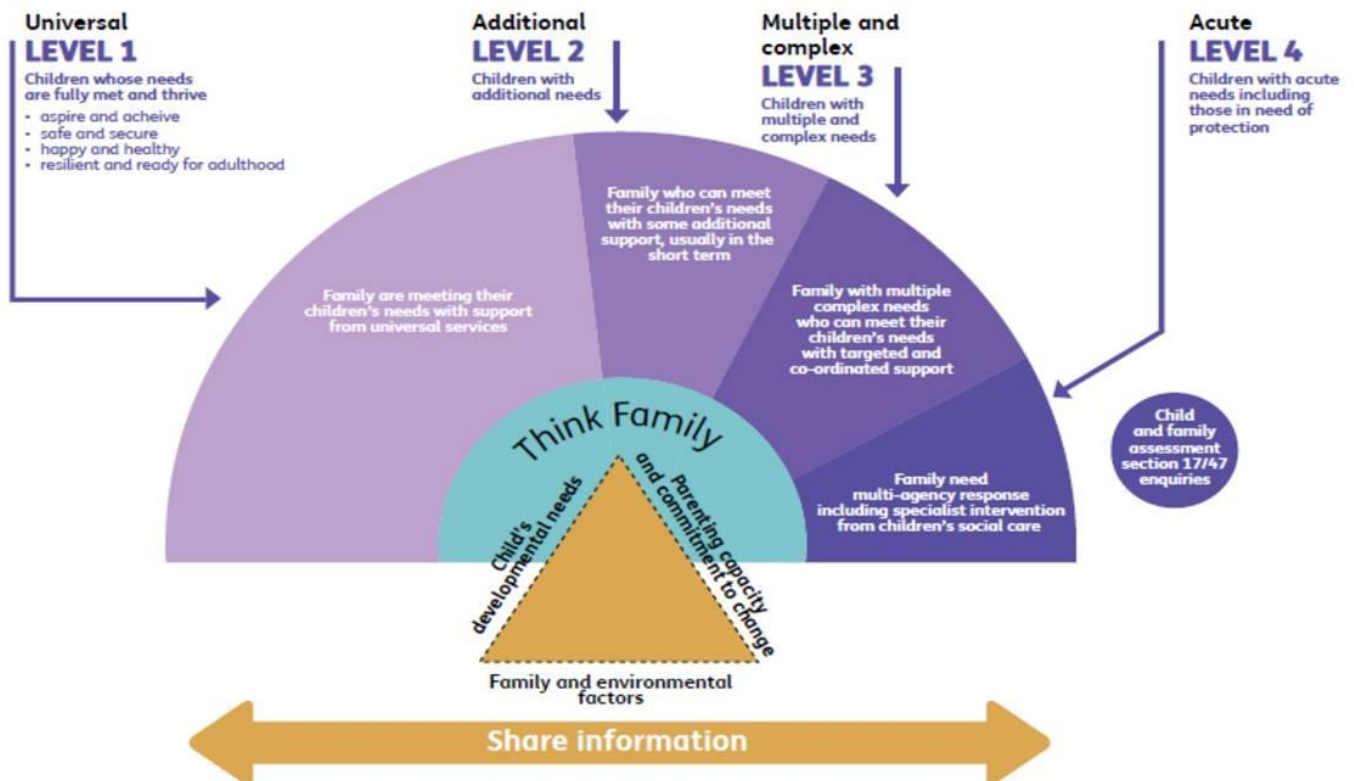 Universal
LEVEL 1
Children whose needs
are fully met and thrive
• aspire and acheive
• safe and secure
• happy and healthy
• resilient and ready for adulthood
Additional
LEVEL 2
Children with
additional needs
Multiple and
complex
LEVEL 3
Children with
multiple and
complex needs
Acute
LEVEL 4
Children with acute
needs including
those in need of
protection
Family are meeting their
children's needs with support
from universal services
Family who can meet
their children's needs
with some additional
support, usually in the
short term
Family with multiple
complex needs
who can meet their
children's needs
with targeted and
co-ordinated support
Family need
multi-agency response
including specialist intervention
from children's social care
Child
and family
assessment
section 17/47
enquiries
Think Family
Child's
developmental needs
Parenting capacity
and commitment to change
Family and environmental
factors
Share information